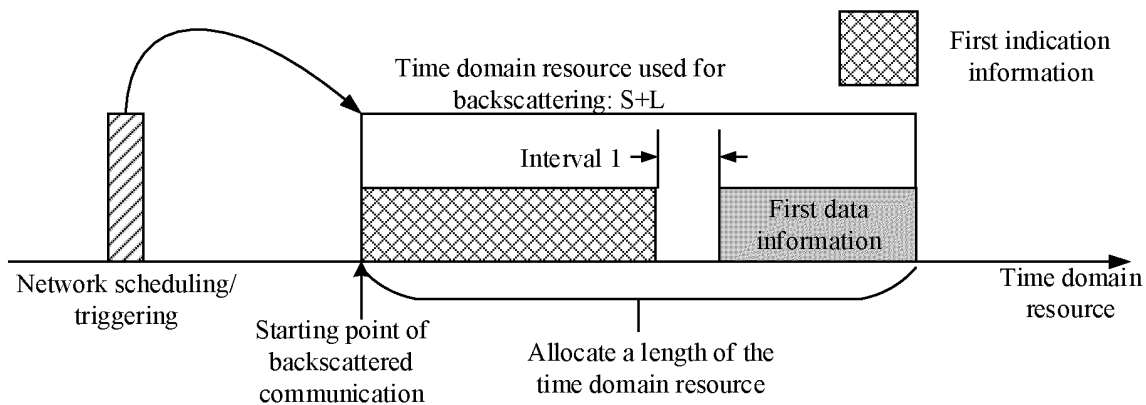 First indication
information
Time domain resource used for
backscattering: S+L
Interval 1
First data
information
Network scheduling/
triggering
Time domain
resource
Starting point of
backscattered
communication
Allocate a length of the
time domain resource